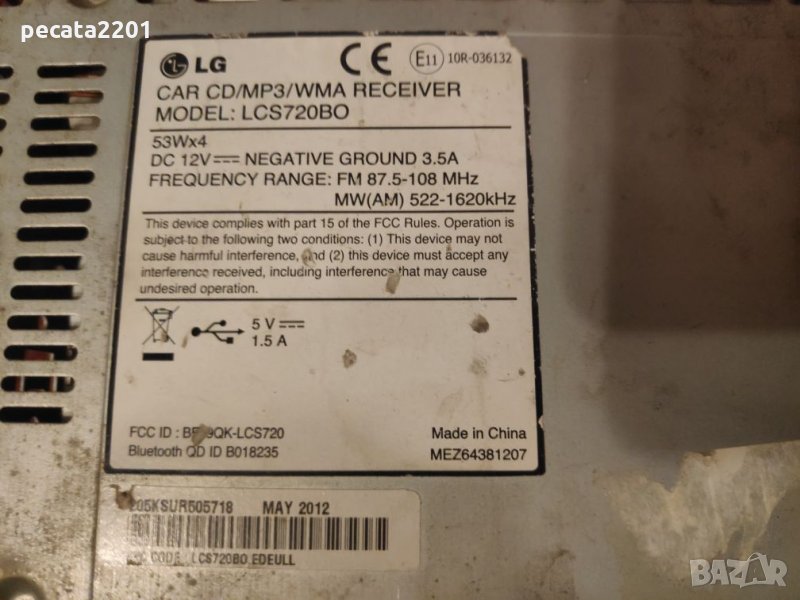 pecata2201
LG CE E11 10R-036132
CAR CD/MP3/WMA RECEIVER
MODEL: LCS720BO
53Wx4
DC 12V NEGATIVE GROUND 3.5A
FREQUENCY RANGE: FM 87.5-108 MHz
MW(AM) 522-1620kHz
This device complies with part 15 of the FCC Rules. Operation is
subject to the following two conditions: (1) This device may not
cause harmful interference, and (2) this device must accept any
interference received, including interference that may cause
undesired operation.
5 V
1.5 A
FCC ID : -LCS720
Made in China
Bluetooth QD ID B018235
MEZ64381207
205KSUR505718 MAY 2012
CODE LCS720BO.EDEULL
BAZAR